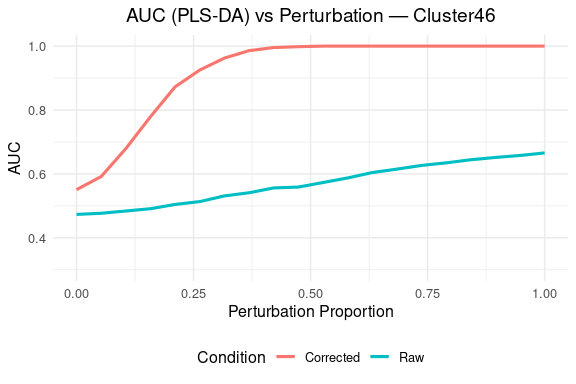 AUC (PLS-DA) vs Perturbation — Cluster46
AUC
1.0
0.8
0.6
0.4
0.00 0.25 0.50 0.75 1.00
Perturbation Proportion
Condition Corrected Raw